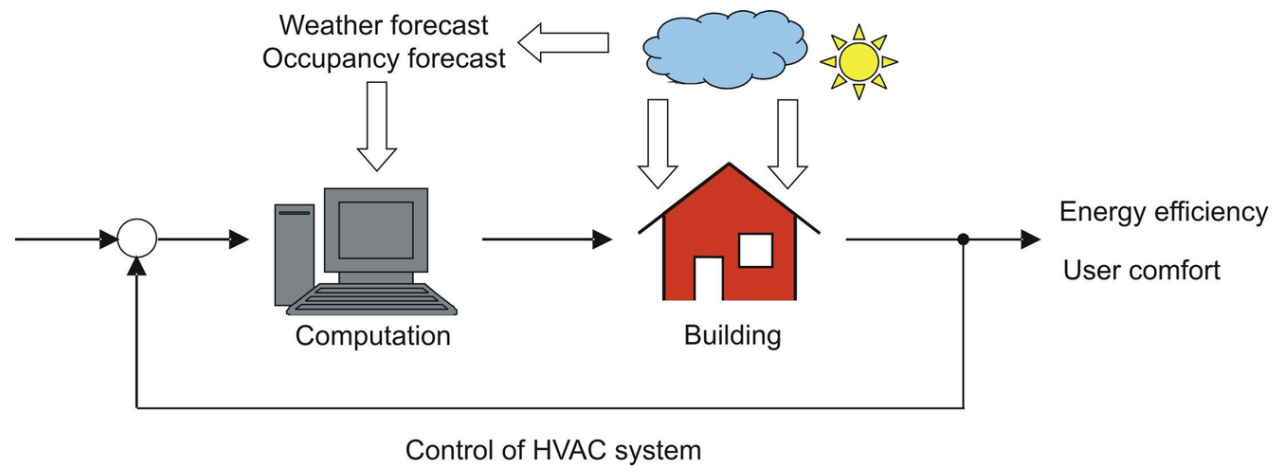 Weather forecast
Occupancy forecast
Energy efficiency
User comfort
Computation
Building
Control of HVAC system